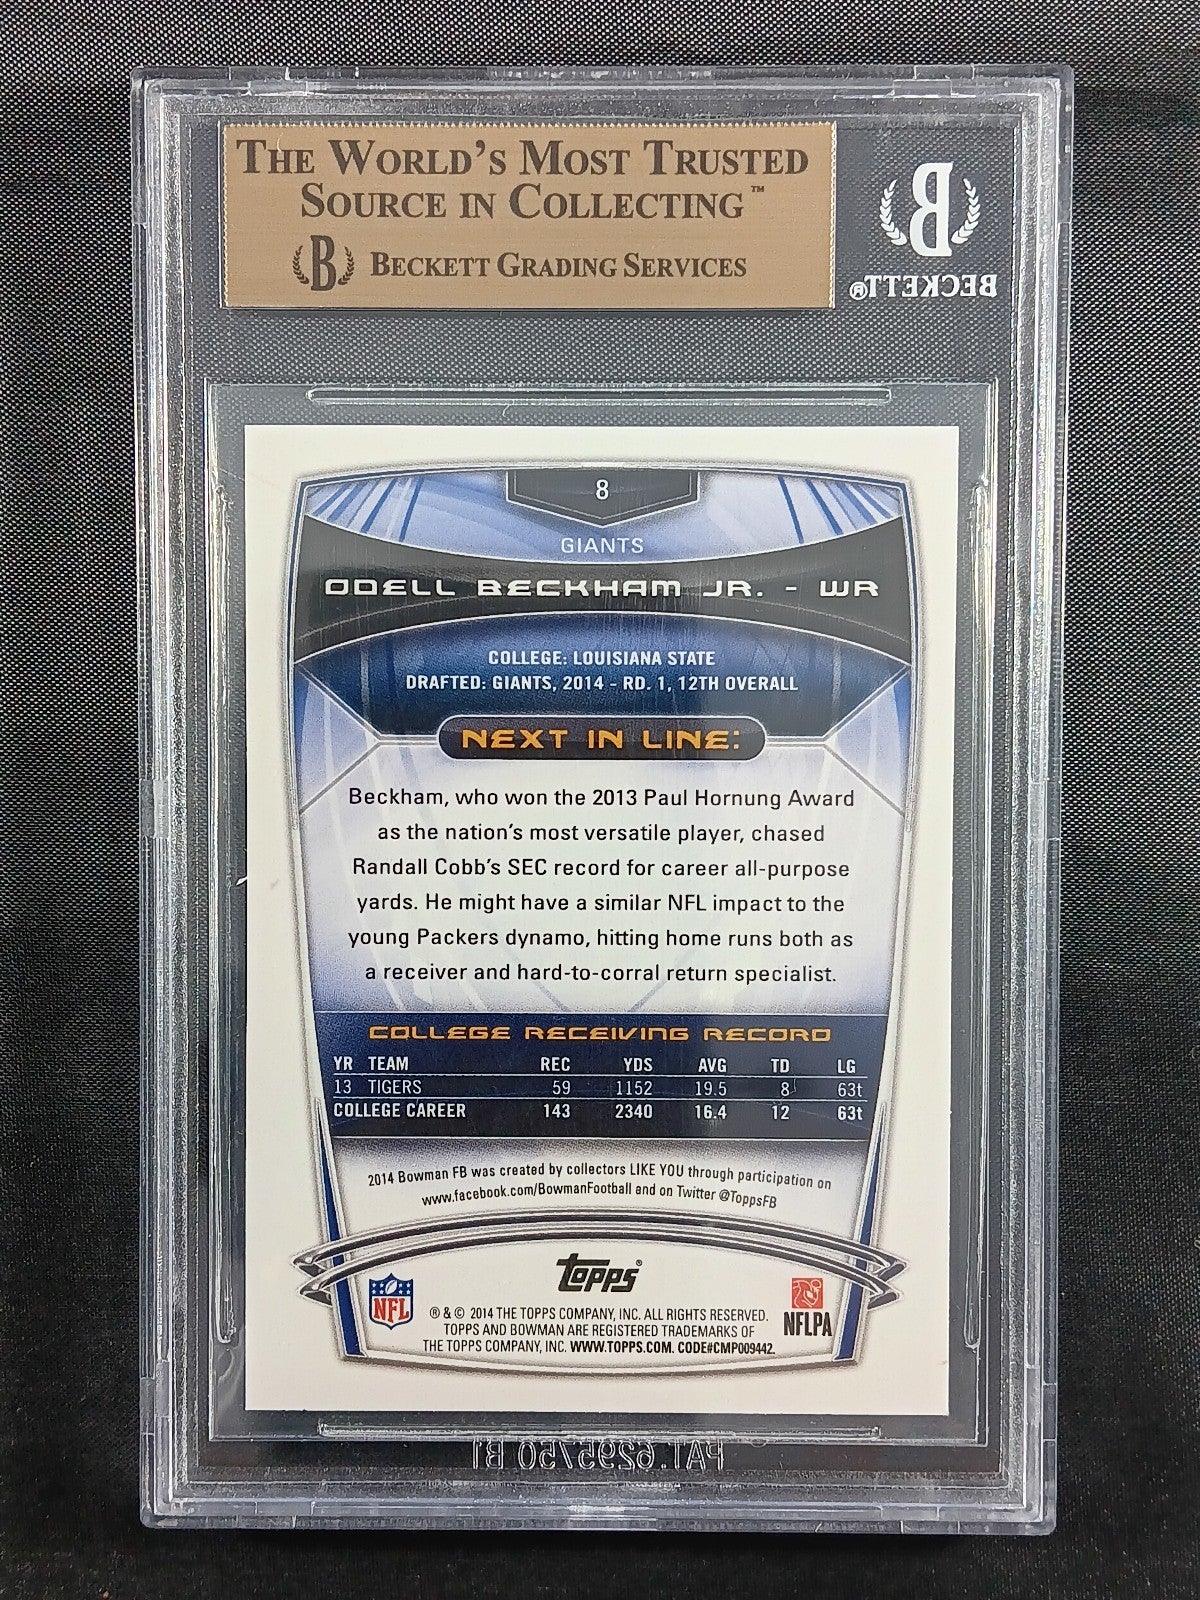 THE WORLD'S MOST TRUSTED
SOURCE IN COLLECTING™
B BECKETT GRADING SERVICES
B
BECKETT®
8
GIANTS
ODELL BECKHAM JR. - WR
COLLEGE: LOUISIANA STATE
DRAFTED: GIANTS, 2014 - RD. 1, 12TH OVERALL
NEXT IN LINE:
Beckham, who won the 2013 Paul Hornung Award
as the nation's most versatile player, chased
Randall Cobb's SEC record for career all-purpose
yards. He might have a similar NFL impact to the
young Packers dynamo, hitting home runs both as
a receiver and hard-to-corral return specialist.
COLLEGE RECEIVING RECORD
YR TEAM REC YDS AVG TD LG
13 TIGERS 59 1152 19.5 8 63t
COLLEGE CAREER 143 2340 16.4 12 63t
2014 Bowman FB was created by collectors LIKE YOU through participation on
www.facebook.com/BowmanFootball and on Twitter @ToppsFB
Topps®
NFL
® & © 2014 THE TOPPS COMPANY, INC. ALL RIGHTS RESERVED.
TOPPS AND BOWMAN ARE REGISTERED TRADEMARKS OF
THE TOPPS COMPANY, INC. WWW.TOPPS.COM. CODE#CMP009442.
NFLPA
PAT. 6295750 B1